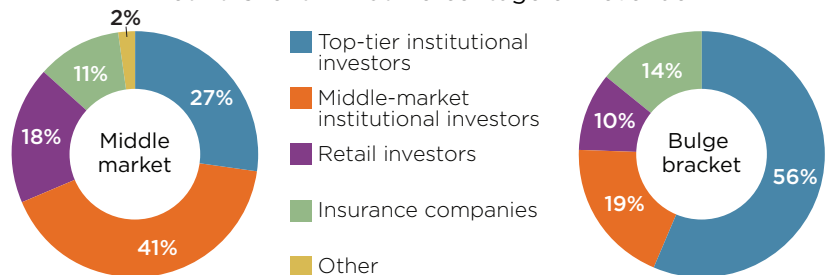 2%
11%
27%
18%
Middle
market
41%
Top-tier institutional
investors
Middle-market
institutional investors
Retail investors
Insurance companies
Other
14%
10%
Bulge
bracket
56%
19%